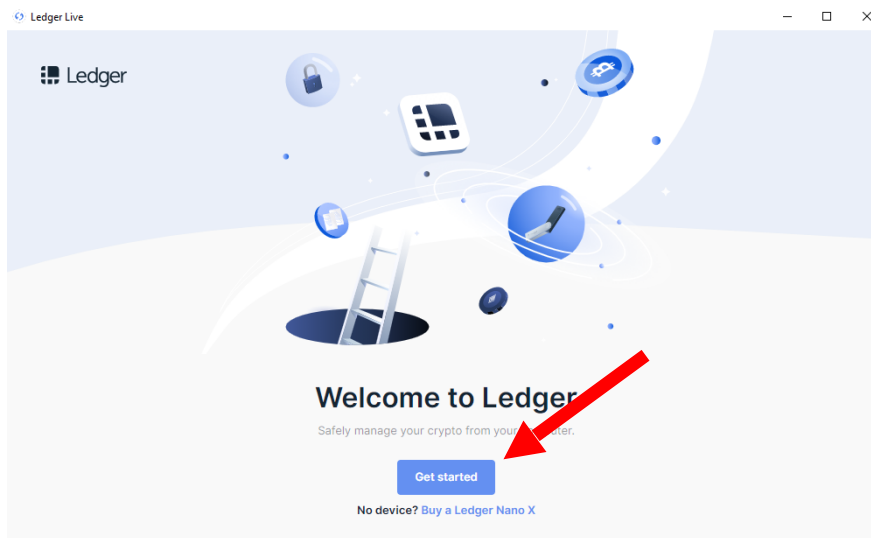 Ledger Live
Ledger
Welcome to Ledger
Safely manage your crypto from your
Get started
No device? Buy a Ledger Nano X